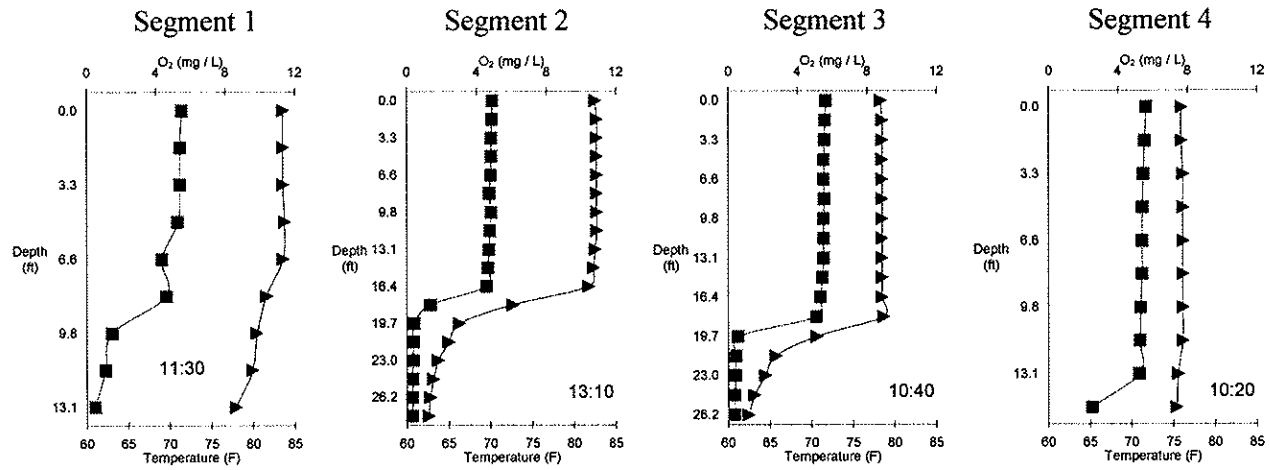 Segment 1
O₂ (mg / L)
0 4 8 12
0.0
3.3
Depth
(ft)
6.6
9.8
11:30
13.1
60 65 70 75 80 85
Temperature (F)
Segment 2
O₂ (mg / L)
0 4 8 12
0.0
3.3
6.6
9.8
Depth
(ft)
13.1
16.4
19.7
23.0
13:10
26.2
60 65 70 75 80 85
Temperature (F)
Segment 3
O₂ (mg / L)
0 4 8 12
0.0
3.3
6.6
9.8
Depth
(ft)
13.1
16.4
19.7
23.0
10:40
26.2
60 65 70 75 80 85
Temperature (F)
Segment 4
O₂ (mg / L)
0 4 8 12
0.0
3.3
Depth
(ft)
6.6
9.8
13.1
10:20
60 65 70 75 80 85
Temperature (F)